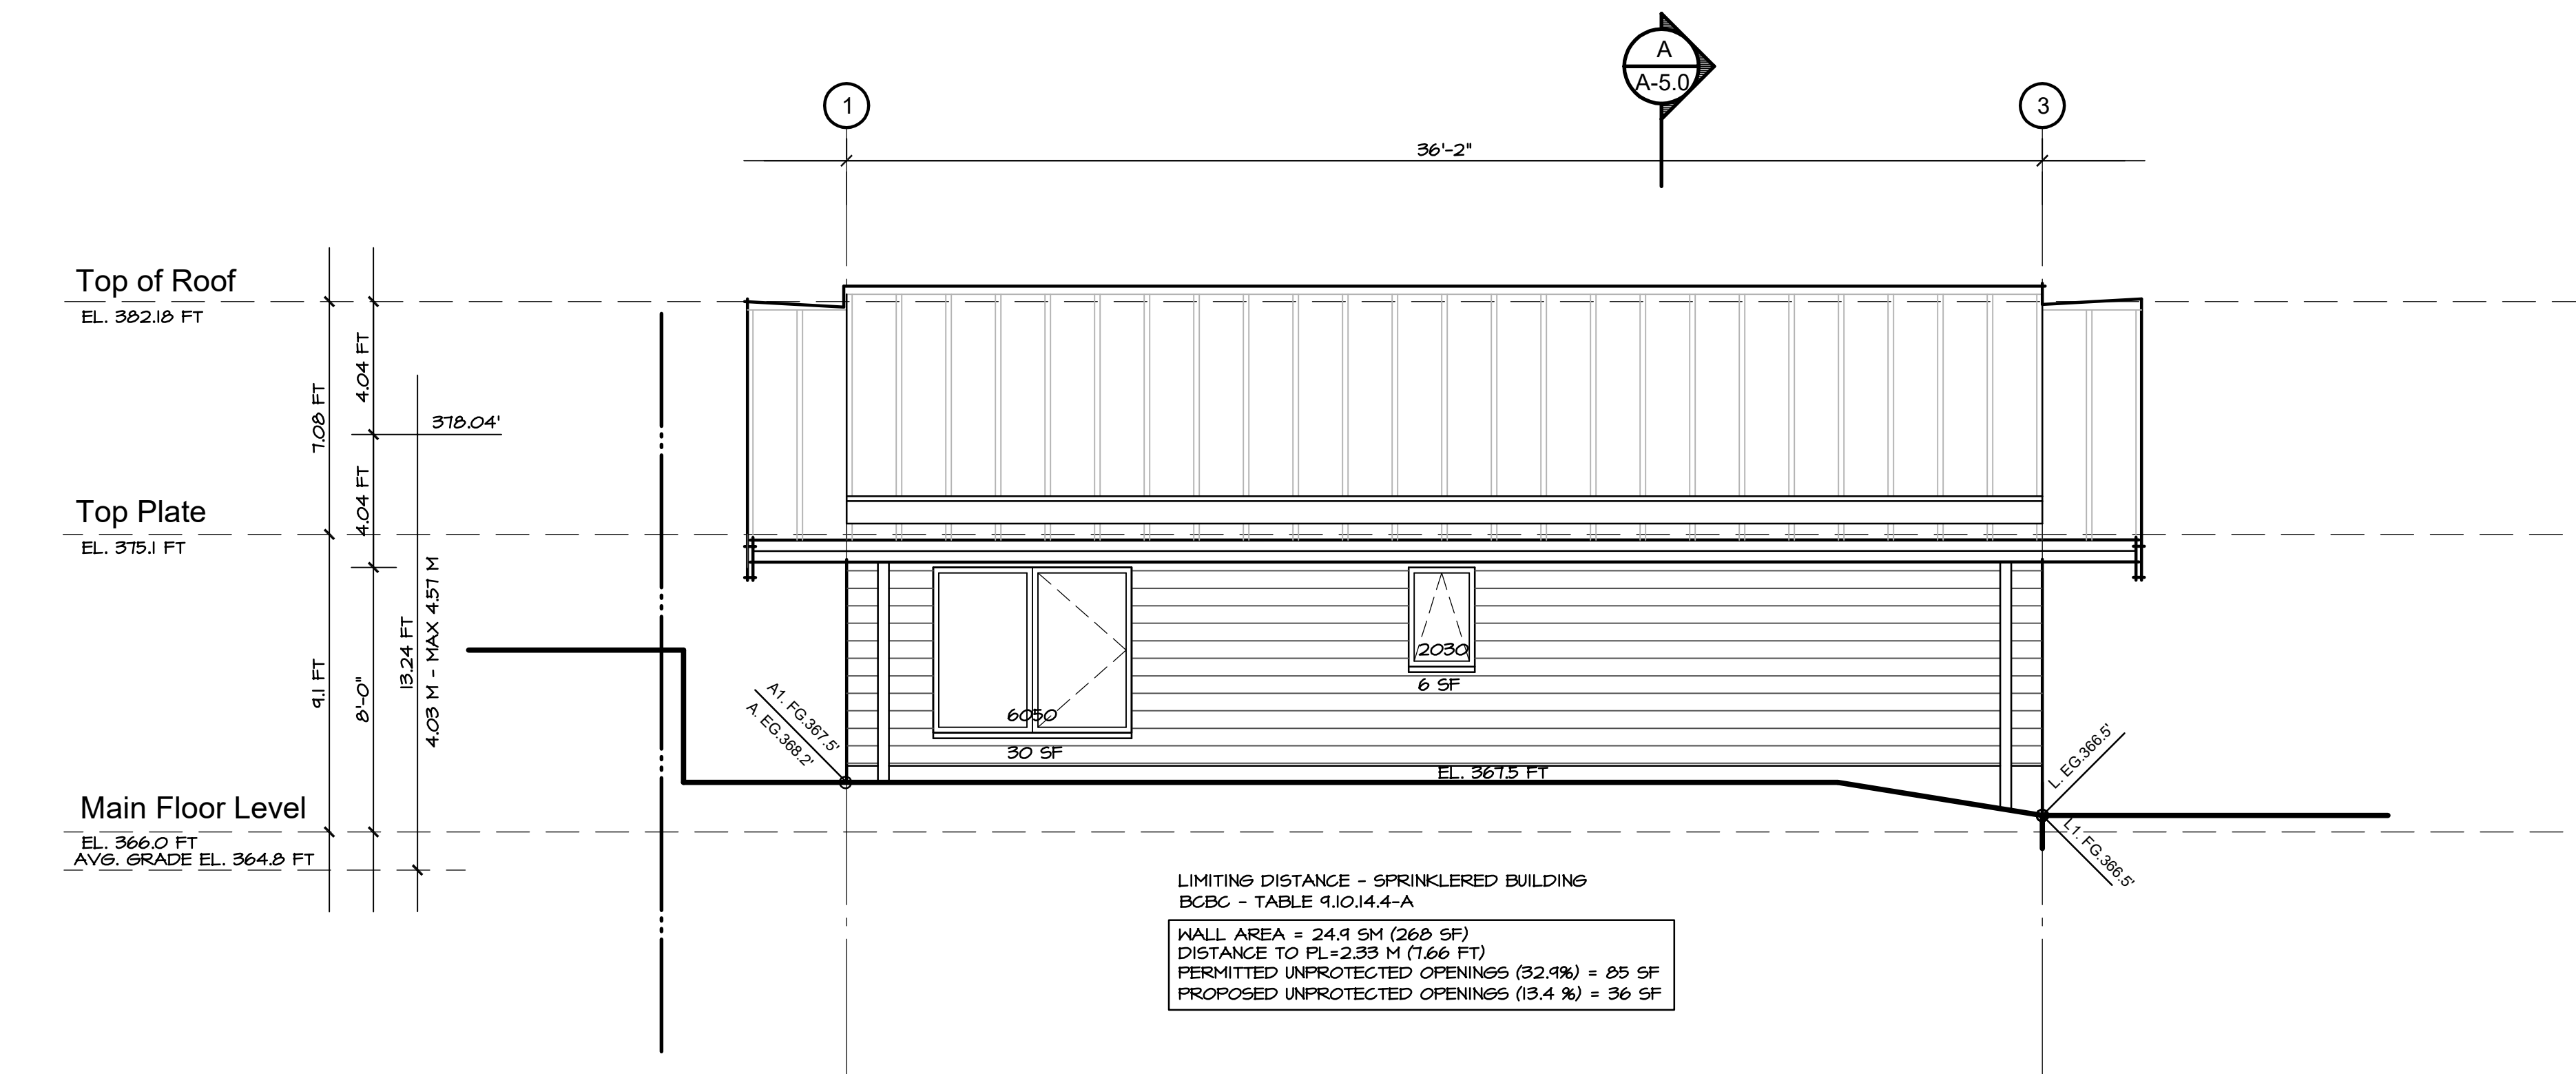 A
A-5.0
1
3
36'-2"
Top of Roof
EL. 382.18 FT
7.08 FT
4.04 FT
378.04'
4.04 FT
Top Plate
EL. 375.1 FT
9.1 FT
8'-0"
13.24 FT
4.03 M - MAX 4.57 M
2030
6 SF
6050
30 SF
A1. FG.367.5'
A. EG.368.2'
EL. 367.5 FT
L. EG.366.5'
L1. FG.366.5'
Main Floor Level
EL. 366.0 FT
AVG. GRADE EL. 364.8 FT
LIMITING DISTANCE - SPRINKLERED BUILDING
BCBC - TABLE 9.10.14.4-A
WALL AREA = 24.9 SM (268 SF)
DISTANCE TO PL=2.33 M (7.66 FT)
PERMITTED UNPROTECTED OPENINGS (32.9%) = 85 SF
PROPOSED UNPROTECTED OPENINGS (13.4 %) = 36 SF